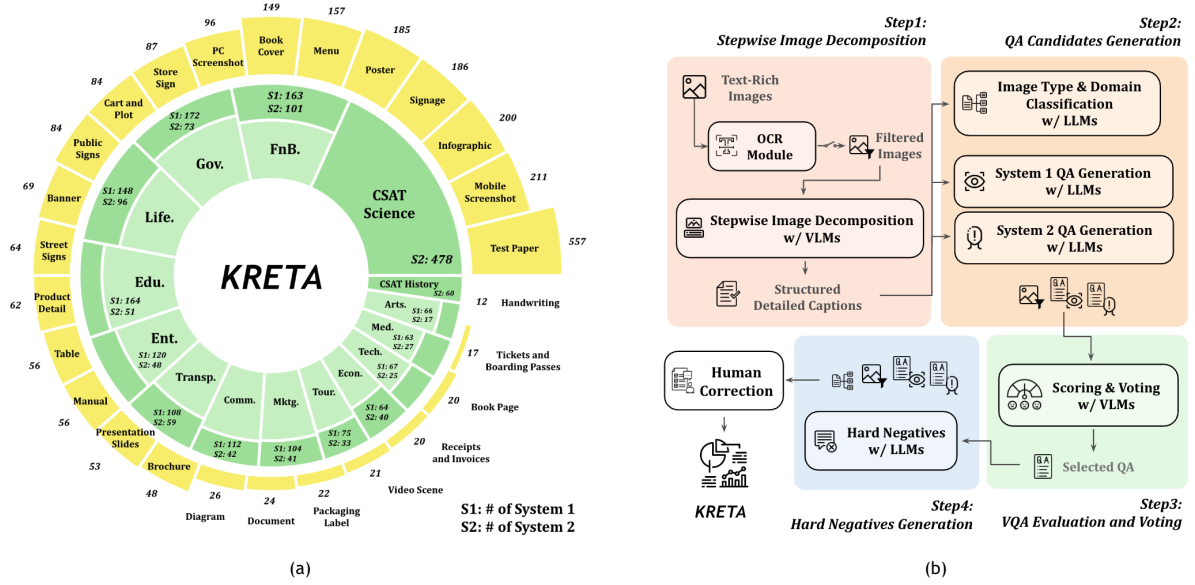 149
Book
Cover
157
Menu
185
Poster
186
Signage
200
Infographic
211
Mobile
Screenshot
557
Test Paper
12
Handwriting
17
Tickets and
Boarding Passes
20
Book Page
20
Receipts
and Invoices
21
Video Scene
22
Packaging
Label
24
Document
26
Diagram
48
Brochure
53
Presentation
Slides
56
Manual
56
Table
62
Product
Detail
64
Street
Signs
69
Banner
84
Public
Signs
84
Cart and
Plot
87
Store
Sign
96
PC
Screenshot
S1: 163
S2: 101
FnB.
CSAT
Science
S2: 478
CSAT History
S2: 60
Arts.
S1: 66
S2: 17
Med.
S1: 63
S2: 27
Tech.
S1: 67
S2: 25
Econ.
S1: 64
S2: 40
Tour.
S1: 75
S2: 33
Mktg.
S1: 104
S2: 41
Comm.
S1: 112
S2: 42
Transp.
S1: 108
S2: 59
Ent.
S1: 120
S2: 48
Edu.
S1: 164
S2: 51
Life.
S1: 148
S2: 96
Gov.
S1: 172
S2: 73
KRETA
S1: # of System 1
S2: # of System 2
(a)
Step1:
Stepwise Image Decomposition
Text-Rich
Images
OCR
Module
Filtered
Images
Stepwise Image Decomposition
w/ VLMs
Structured
Detailed Captions
Step2:
QA Candidates Generation
Image Type & Domain
Classification
w/ LLMs
System 1 QA Generation
w/ LLMs
System 2 QA Generation
w/ LLMs
QA
QA
Scoring & Voting
w/ VLMs
QA
Selected QA
Step3:
VQA Evaluation and Voting
QA
QA
Hard Negatives
w/ LLMs
Step4:
Hard Negatives Generation
Human
Correction
KRETA
(b)